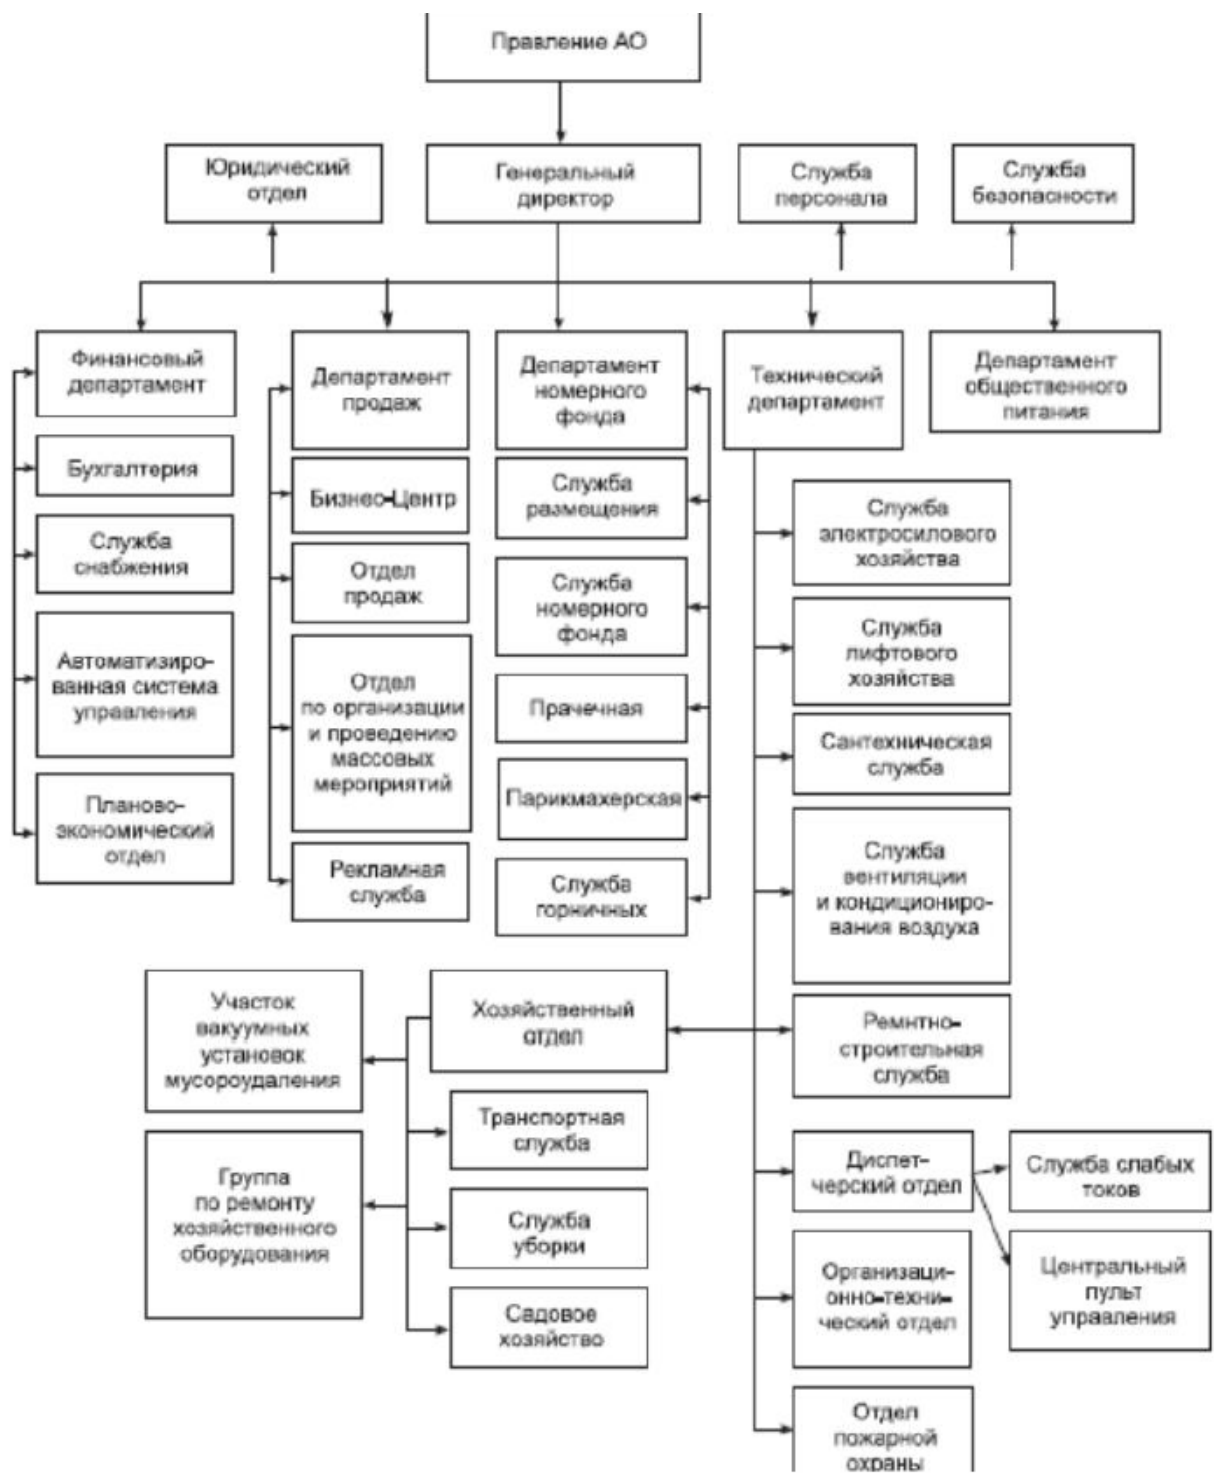 Правление АО
Юридический
отдел
Генеральный
директор
Служба
персонала
Служба
безопасности
Финансовый
департамент
Департамент
продаж
Департамент
номерного
фонда
Технический
департамент
Департамент
общественного
питания
Бухгалтерия
Служба
снабжения
Автоматизиро-
ванная система
управления
Планово-
экономический
отдел
Бизнес-Центр
Отдел
продаж
Отдел
по организации
и проведению
массовых
мероприятий
Рекламная
служба
Служба
размещения
Служба
номерного
фонда
Прачечная
Парикмахерская
Служба
горничных
Служба
электросилового
хозяйства
Служба
лифтового
хозяйства
Сантехническая
служба
Служба
вентиляции
и кондициониро-
вания воздуха
Ремнтно-
строительная
служба
Хозяйственный
отдел
Участок
вакуумных
установок
мусороудаления
Группа
по ремонту
хозяйственного
оборудования
Транспортная
служба
Служба
уборки
Садовое
хозяйство
Диспет-
черский отдел
Служба слабых
токов
Центральный
пульт
управления
Организаци-
онно-техни-
ческий отдел
Отдел
пожарной
охраны